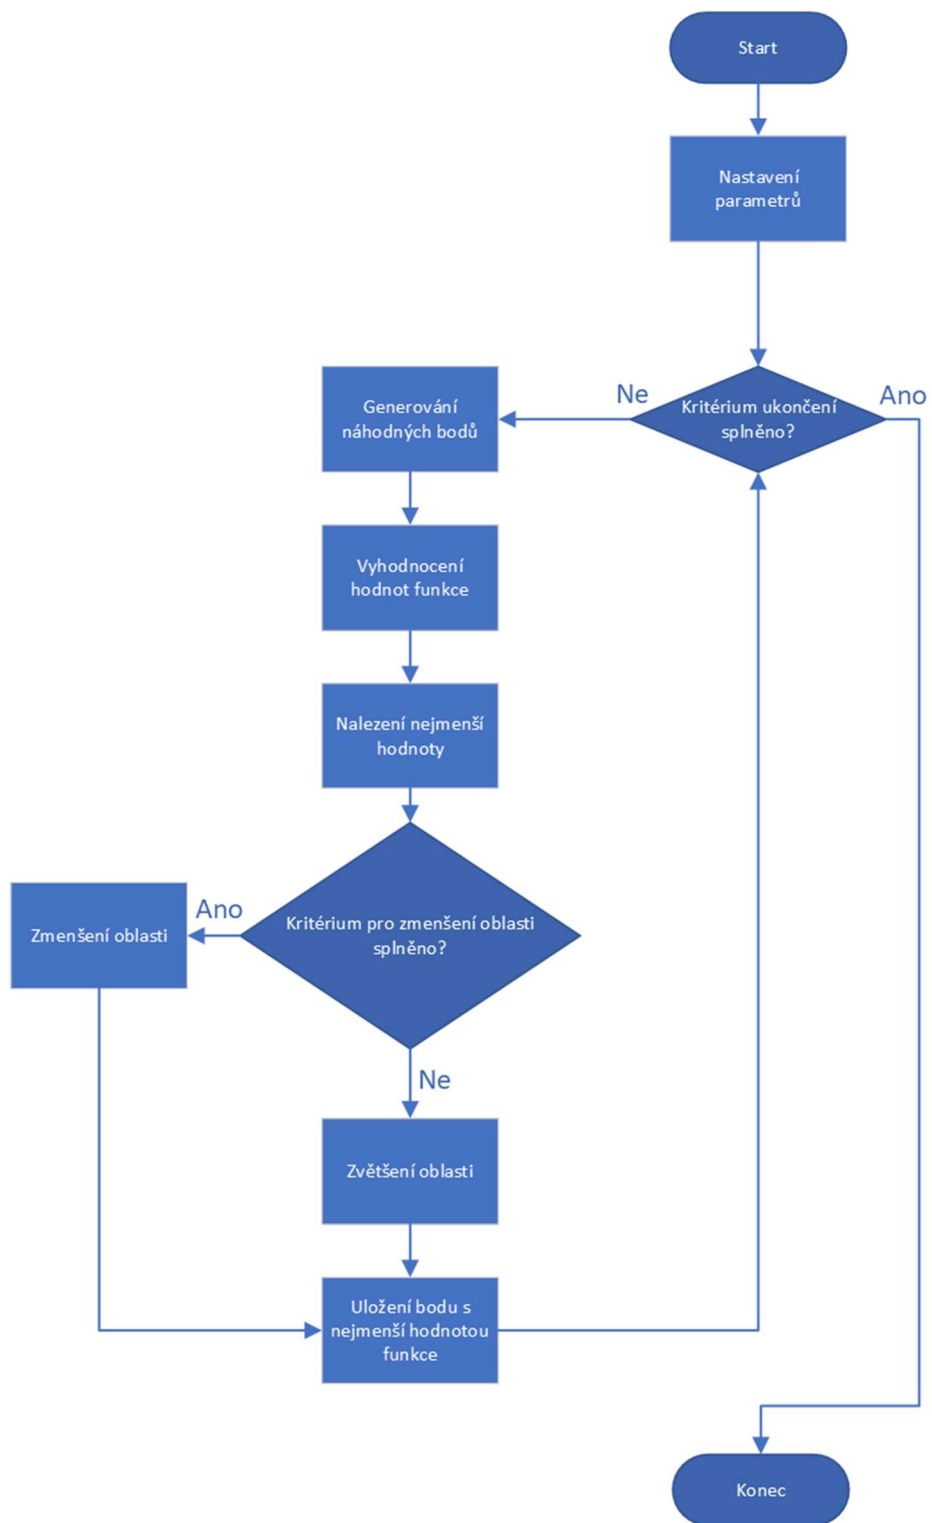 Start
Nastavení
parametrů
Ne
Kritérium ukončení
splněno?
Ano
Generování
náhodných bodů
Vyhodnocení
hodnot funkce
Nalezení nejmenší
hodnoty
Kritérium pro zmenšení oblasti
splněno?
Ano
Zmenšení oblasti
Ne
Zvětšení oblasti
Uložení bodu s
nejmenší hodnotou
funkce
Konec